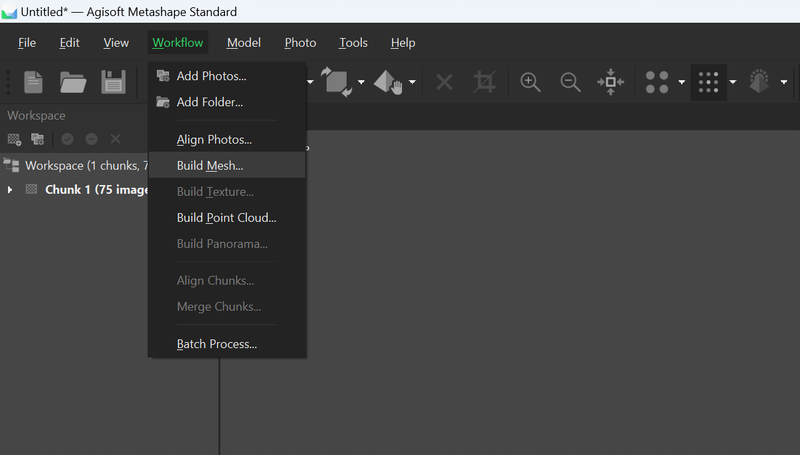 Untitled* — Agisoft Metashape Standard
File Edit View Workflow Model Photo Tools Help
Workspace
Workspace (1 chunks, 7
Chunk 1 (75 image
Add Photos...
Add Folder...
Align Photos...
Build Mesh...
Build Texture...
Build Point Cloud...
Build Panorama...
Align Chunks...
Merge Chunks...
Batch Process...